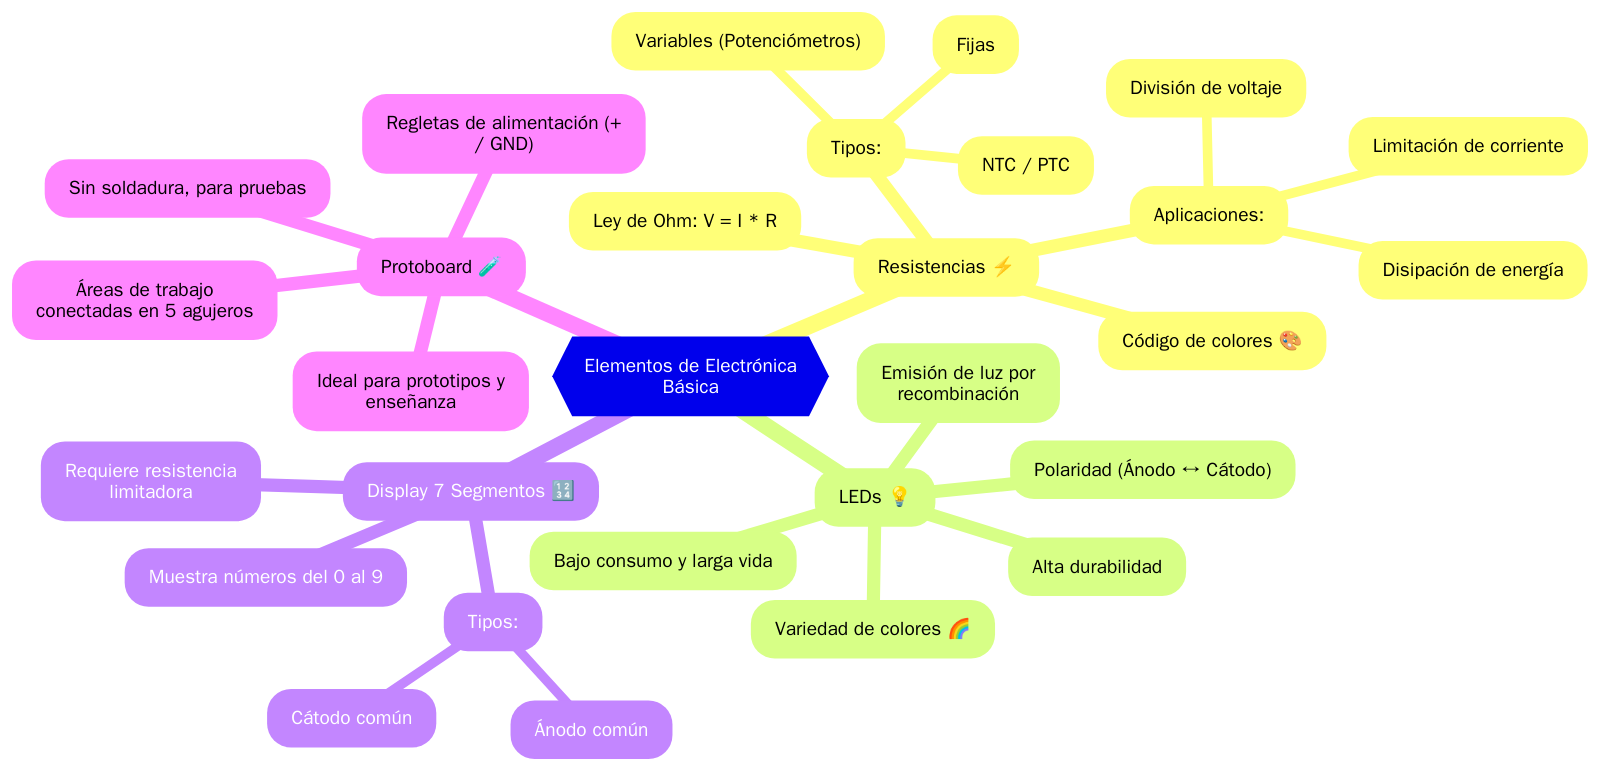 Elementos de Electrónica
Básica
Resistencias ⚡
Ley de Ohm: V = I * R
Tipos:
Variables (Potenciómetros)
Fijas
NTC / PTC
Aplicaciones:
División de voltaje
Limitación de corriente
Disipación de energía
Código de colores 🎨
LEDs 💡
Emisión de luz por
recombinación
Polaridad (Ánodo ↔ Cátodo)
Alta durabilidad
Variedad de colores 🌈
Bajo consumo y larga vida
Display 7 Segmentos 🔢
Requiere resistencia
limitadora
Muestra números del 0 al 9
Tipos:
Cátodo común
Ánodo común
Protoboard 🧪
Regletas de alimentación (+
/ GND)
Sin soldadura, para pruebas
Áreas de trabajo
conectadas en 5 agujeros
Ideal para prototipos y
enseñanza